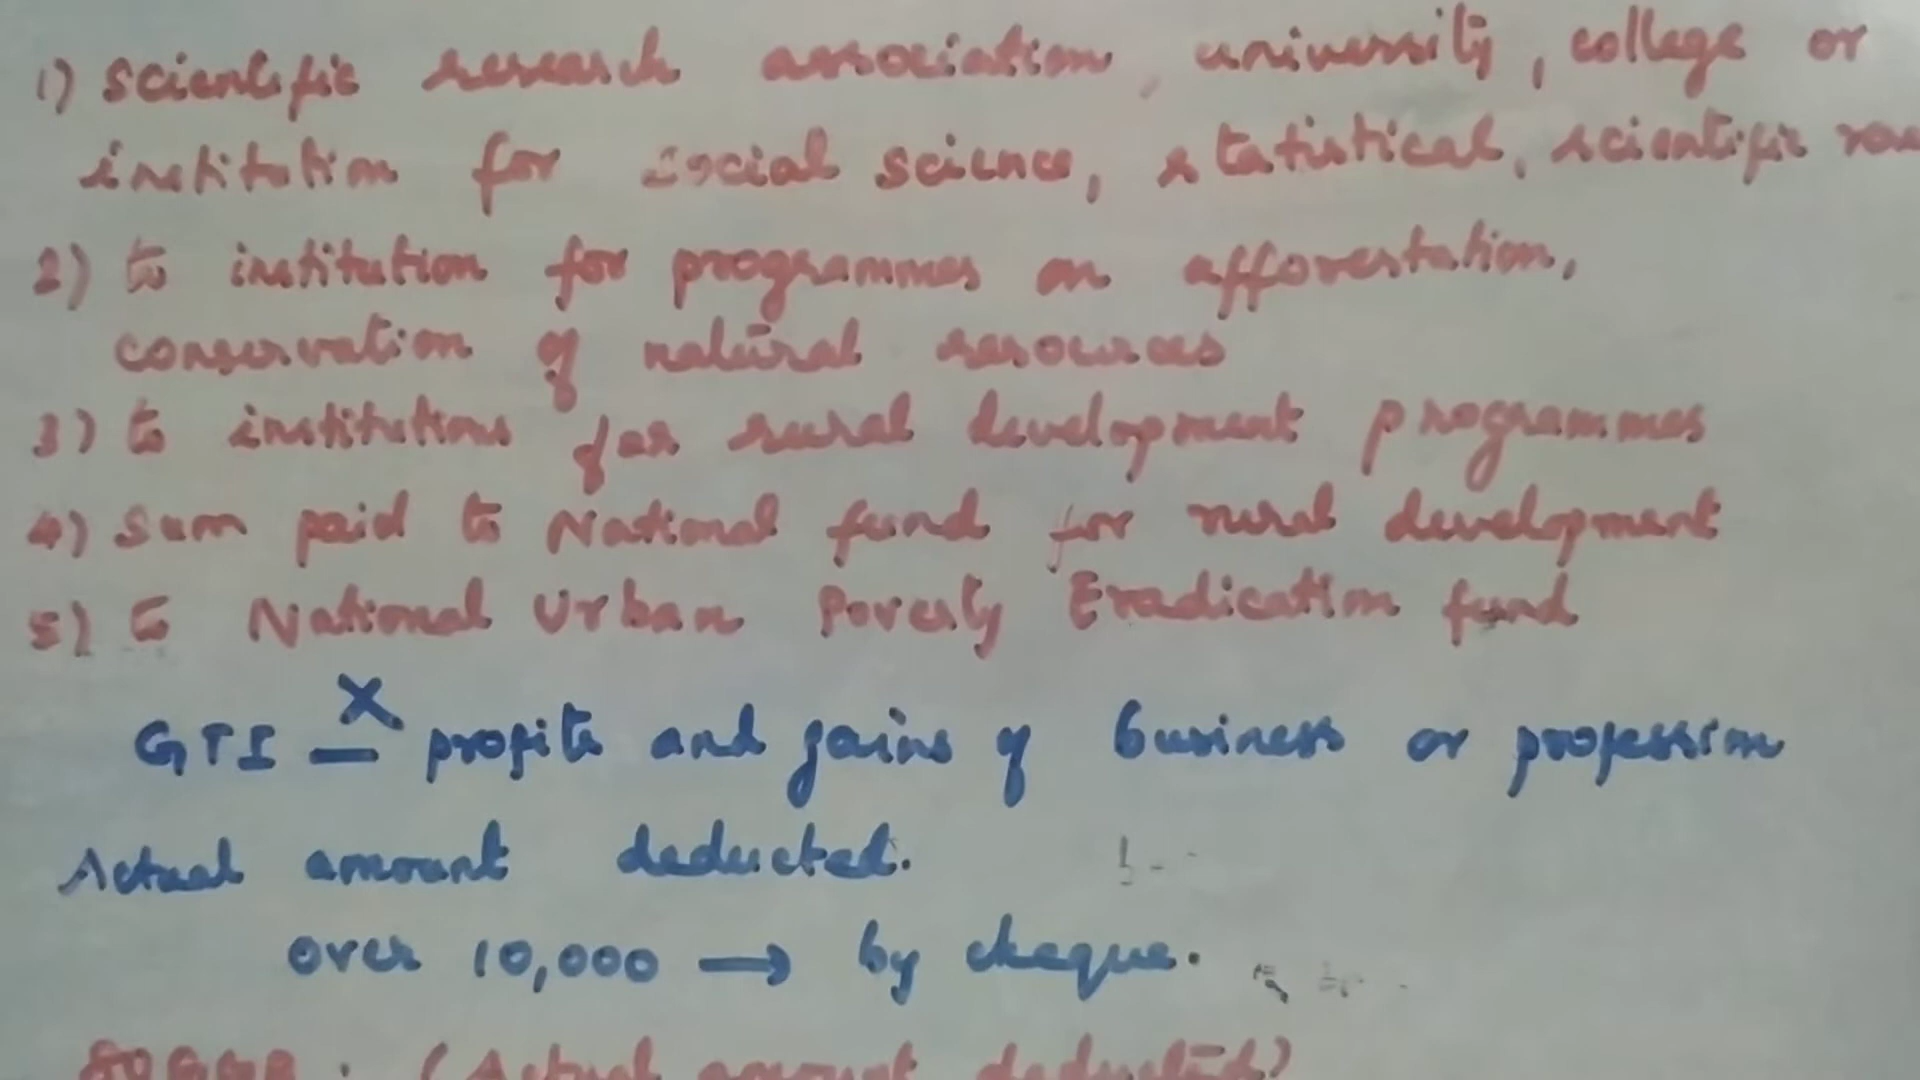 1) Scientific research association, university, college or
institution for social science, statistical, scientific
2) to institution for programmes on afforestation,
conservation of natural resources
3) to institutions for rural development programmes
4) Sum paid to National fund for rural development
5) to National Urban Poverty Eradication fund
X
GTI — profits and gains of business or profession
Actual amount deducted.
over 10,000 → by cheque.
(Actual amount deducted)